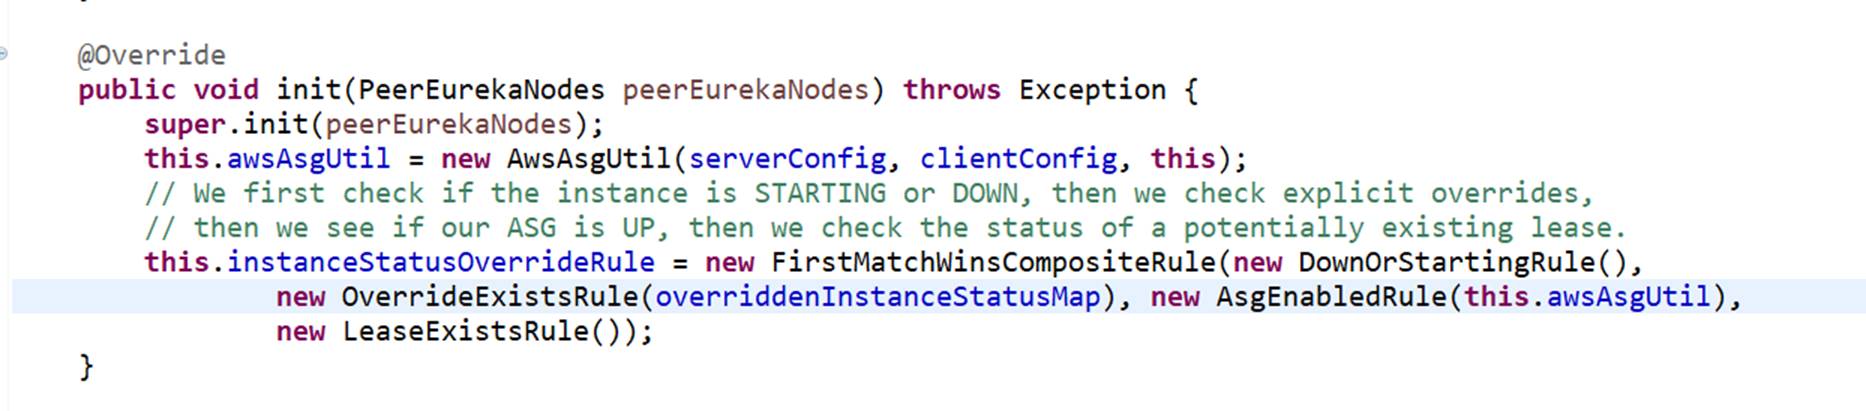 @Override
public void init(PeerEurekaNodes peerEurekaNodes) throws Exception {
super.init(peerEurekaNodes);
this.awsAsgUtil = new AwsAsgUtil(serverConfig, clientConfig, this);
// We first check if the instance is STARTING or DOWN, then we check explicit overrides,
// then we see if our ASG is UP, then we check the status of a potentially existing lease.
this.instanceStatusOverrideRule = new FirstMatchWinsCompositeRule(new DownOrStartingRule(),
new OverrideExistsRule(overriddenInstanceStatusMap), new AsgEnabledRule(this.awsAsgUtil),
new LeaseExistsRule());
}